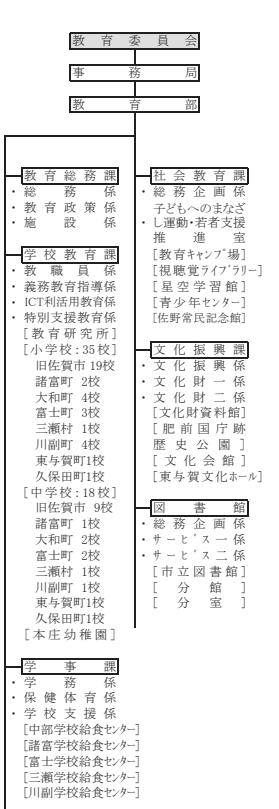 教育委員会
事務局
教育部
教育総務課
・総務係
・教育政策係
・施設係
学校教育課
・教職員係
・義務教育指導係
・ICT利活用教育係
・特別支援教育係
[教育研究所]
[小学校:35校]
旧佐賀市 19校
諸富町 2校
大和町 4校
富士町 3校
三瀬村 1校
川副町 4校
東与賀町1校
久保田町1校
[中学校:18校]
旧佐賀市 9校
諸富町 1校
大和町 2校
富士町 2校
三瀬村 1校
川副町 1校
東与賀町1校
久保田町1校
[本庄幼稚園]
学事課
・学務係
・保健体育係
・学校支援係
[中部学校給食センター]
[諸富学校給食センター]
[富士学校給食センター]
[三瀬学校給食センター]
[川副学校給食センター]
社会教育課
・総務企画係
子どもへのまなざ
・し運動・若者支援
推進室
[教育キャンプ場]
[視聴覚ライブラリー]
[星空学習館]
[青少年センター]
[佐野常民記念館]
文化振興課
・文化振興係
・文化財一係
・文化財二係
[文化財資料館]
[肥前国庁跡
歴史公園]
[文化会館]
[東与賀文化ホール]
図書館
・総務企画係
・サービス一係
・サービス二係
[市立図書館]
[分館]
[分室]